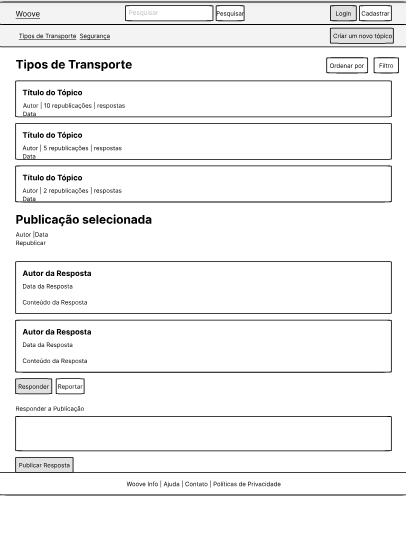 Woove
Pesquisar
Pesquisar
Login
Cadastrar
Tipos de Transporte
Segurança
Criar um novo tópico
Tipos de Transporte
Ordenar por
Filtro
Título do Tópico
Autor | 10 republicações | respostas
Data
Título do Tópico
Autor | 5 republicações | respostas
Data
Título do Tópico
Autor | 2 republicações | respostas
Data
Publicação selecionada
Autor |Data
Republicar
Autor da Resposta
Data da Resposta
Conteúdo da Resposta
Autor da Resposta
Data da Resposta
Conteúdo da Resposta
Responder
Reportar
Responder a Publicação
Publicar Resposta
Woove Info | Ajuda | Contato | Políticas de Privacidade